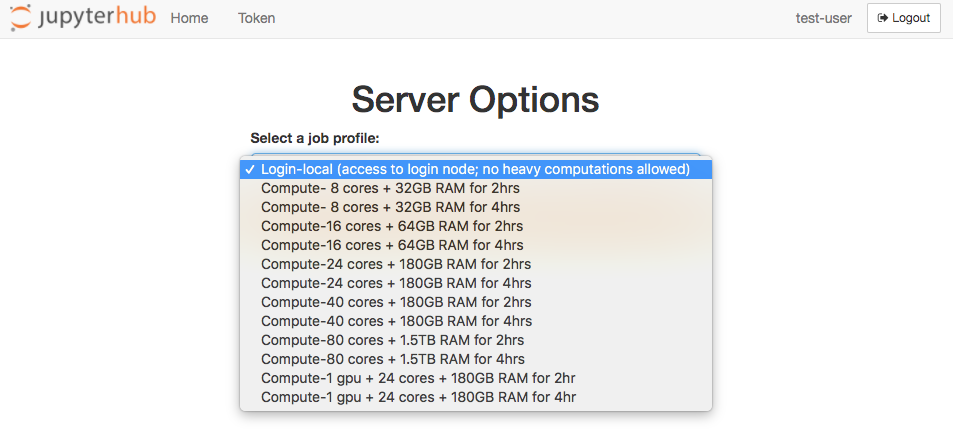 jupyterhub Home Token test-user Logout
Server Options
Select a job profile:
✓ Login-local (access to login node; no heavy computations allowed)
Compute- 8 cores + 32GB RAM for 2hrs
Compute- 8 cores + 32GB RAM for 4hrs
Compute-16 cores + 64GB RAM for 2hrs
Compute-16 cores + 64GB RAM for 4hrs
Compute-24 cores + 180GB RAM for 2hrs
Compute-24 cores + 180GB RAM for 4hrs
Compute-40 cores + 180GB RAM for 2hrs
Compute-40 cores + 180GB RAM for 4hrs
Compute-80 cores + 1.5TB RAM for 2hrs
Compute-80 cores + 1.5TB RAM for 4hrs
Compute-1 gpu + 24 cores + 180GB RAM for 2hr
Compute-1 gpu + 24 cores + 180GB RAM for 4hr